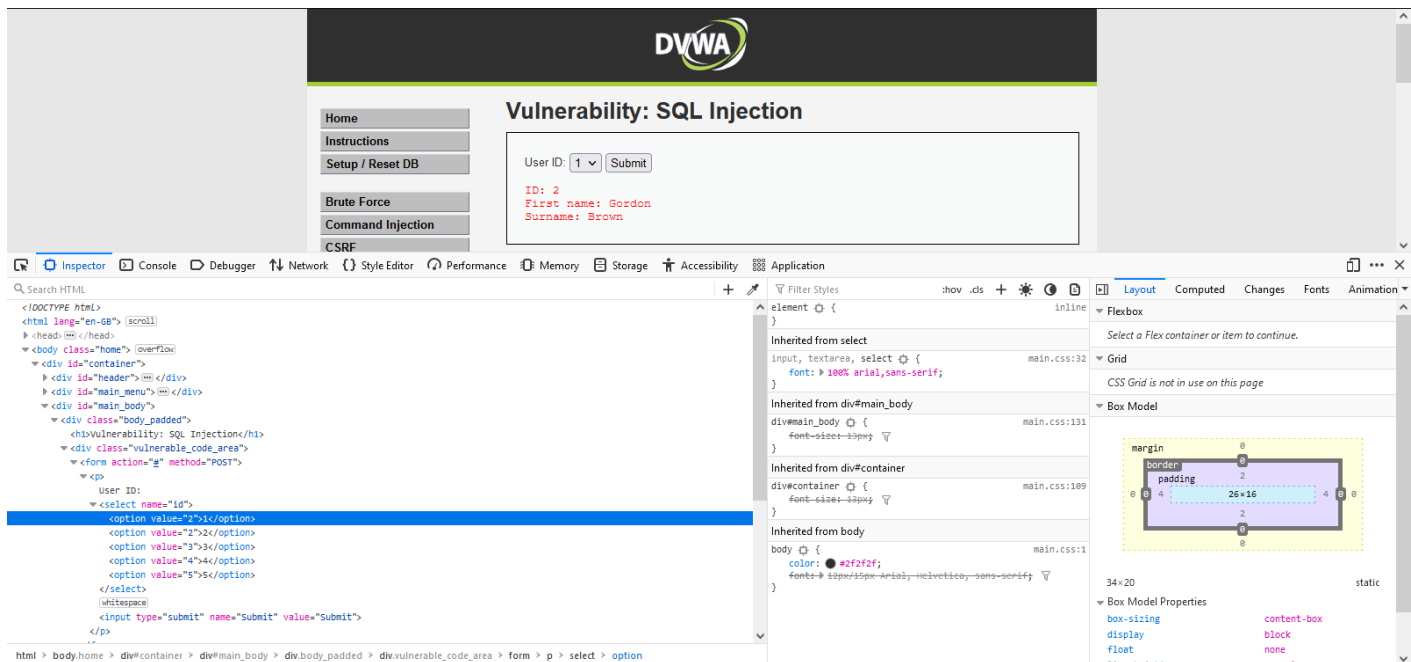 DVWA
Vulnerability: SQL Injection
Home
Instructions
Setup / Reset DB
Brute Force
Command Injection
CSRF
User ID: 1 Submit
ID: 2
First name: Gordon
Surname: Brown
Inspector Console Debugger Network {} Style Editor Performance Memory Storage Accessibility Application
Search HTML
<!DOCTYPE html>
<html lang="en-GB"> scroll
<head> </head>
<body class="home"> overflow
<div id="container">
<div id="header"> </div>
<div id="main_menu"> </div>
<div id="main_body">
<div class="body_padded">
<h1>Vulnerability: SQL Injection</h1>
<div class="vulnerable_code_area">
<form action="#" method="POST">
<p>
User ID:
<select name="id">
<option value="2">1</option>
<option value="2">2</option>
<option value="3">3</option>
<option value="4">4</option>
<option value="5">5</option>
</select>
whitespace
<input type="submit" name="Submit" value="Submit">
</p>
html > body.home > div#container > div#main_body > div.body_padded > div.vulnerable_code_area > form > p > select > option
Filter Styles :hov .cls +
element { inline
}
Inherited from select
input, textarea, select { main.css:32
font: 100% arial,sans-serif;
}
Inherited from div#main_body
div#main_body { main.css:131
font-size: 13px;
}
Inherited from div#container
div#container { main.css:109
font-size: 13px;
}
Inherited from body
body { main.css:1
color: #2f2f2f;
font: 12px/15px Arial, Helvetica, sans-serif;
}
Layout Computed Changes Fonts Animation
Flexbox
Select a Flex container or item to continue.
Grid
CSS Grid is not in use on this page
Box Model
margin 0
border 0
padding 2
0 0 4 26×16 4 0 0
2
0
0
34×20 static
Box Model Properties
box-sizing content-box
display block
float none